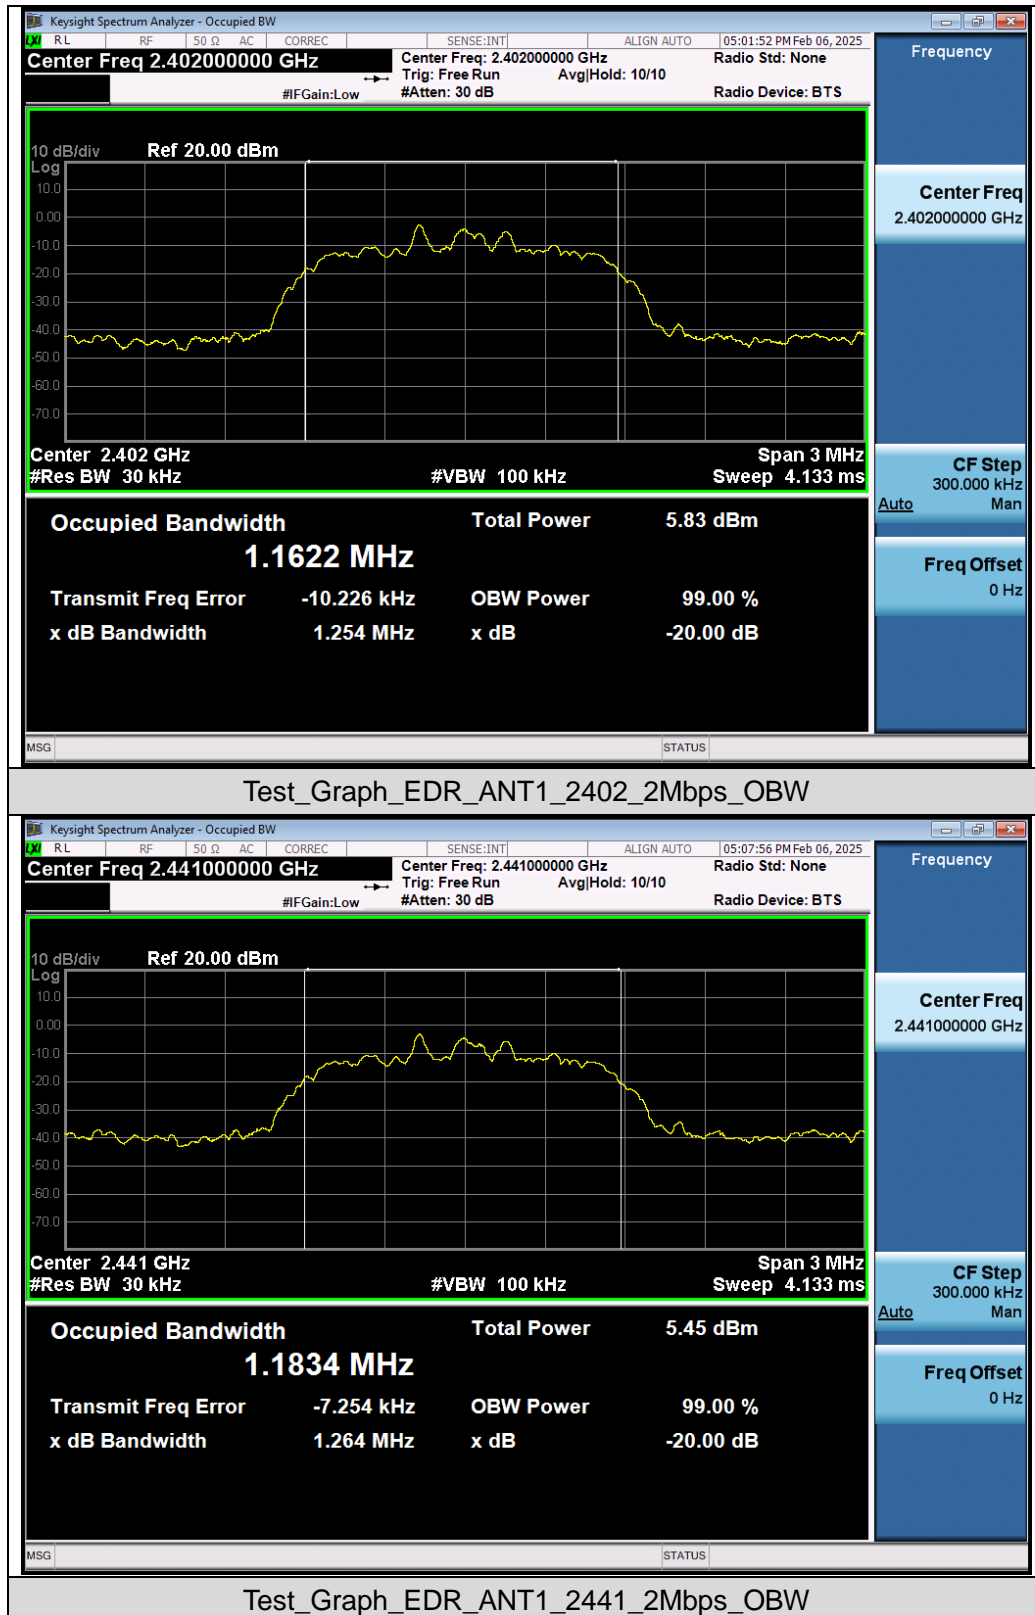 Keysight Spectrum Analyzer - Occupied BW
LXI RL RF 50 Ω AC CORREC SENSE:INT ALIGN AUTO 05:01:52 PM Feb 06, 2025
Center Freq 2.402000000 GHz
Center Freq: 2.402000000 GHz
Radio Std: None
Trig: Free Run Avg|Hold: 10/10
#IFGain:Low
#Atten: 30 dB
Radio Device: BTS
Frequency
10 dB/div Ref 20.00 dBm
Log
10.0
0.00
-10.0
-20.0
-30.0
-40.0
-50.0
-60.0
-70.0
Center 2.402 GHz Span 3 MHz
#Res BW 30 kHz #VBW 100 kHz Sweep 4.133 ms
Center Freq
2.402000000 GHz
CF Step
300.000 kHz
Auto Man
Freq Offset
0 Hz
Occupied Bandwidth Total Power 5.83 dBm
1.1622 MHz
Transmit Freq Error -10.226 kHz OBW Power 99.00 %
x dB Bandwidth 1.254 MHz x dB -20.00 dB
MSG STATUS
Test_Graph_EDR_ANT1_2402_2Mbps_OBW
Keysight Spectrum Analyzer - Occupied BW
LXI RL RF 50 Ω AC CORREC SENSE:INT ALIGN AUTO 05:07:56 PM Feb 06, 2025
Center Freq 2.441000000 GHz
Center Freq: 2.441000000 GHz
Radio Std: None
Trig: Free Run Avg|Hold: 10/10
#IFGain:Low
#Atten: 30 dB
Radio Device: BTS
Frequency
10 dB/div Ref 20.00 dBm
Log
10.0
0.00
-10.0
-20.0
-30.0
-40.0
-50.0
-60.0
-70.0
Center 2.441 GHz Span 3 MHz
#Res BW 30 kHz #VBW 100 kHz Sweep 4.133 ms
Center Freq
2.441000000 GHz
CF Step
300.000 kHz
Auto Man
Freq Offset
0 Hz
Occupied Bandwidth Total Power 5.45 dBm
1.1834 MHz
Transmit Freq Error -7.254 kHz OBW Power 99.00 %
x dB Bandwidth 1.264 MHz x dB -20.00 dB
MSG STATUS
Test_Graph_EDR_ANT1_2441_2Mbps_OBW